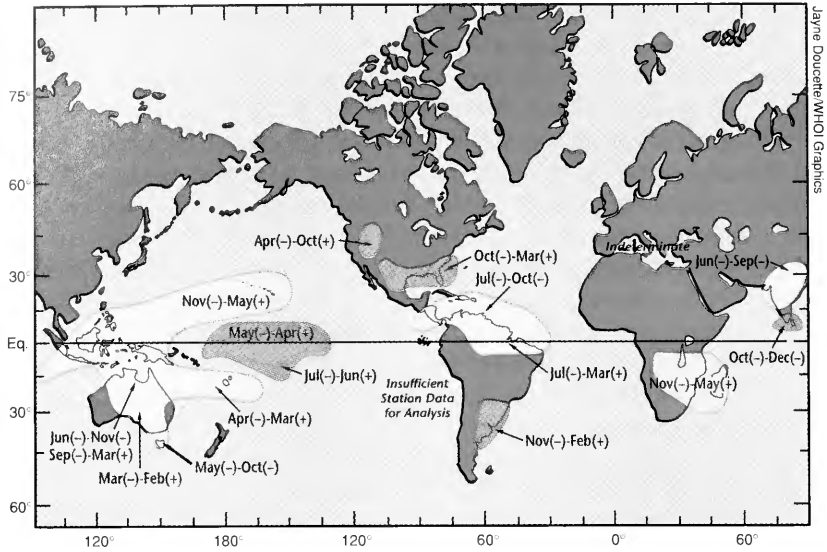 Jayne Doucette/WHOI Graphics
75°
60°
30°
Eq.
30°
60°
120°
180°
120°
60°
0°
60°
Apr(−)-Oct(+)
Oct(−)-Mar(+)
Jul(−)-Oct(−)
Indeterminate
Jun(−)-Sep(−)
Nov(−)-May(+)
May(−)-Apr(+)
Jul(−)-Jun(+)
Insufficient
Station Data
for Analysis
Jul(−)-Mar(+)
Oct(−)-Dec(−)
Nov(−)-May(+)
Apr(−)-Mar(+)
Nov(−)-Feb(+)
Jun(−)-Nov(−)
Sep(−)-Mar(+)
May(−)-Oct(−)
Mar(−)-Feb(+)